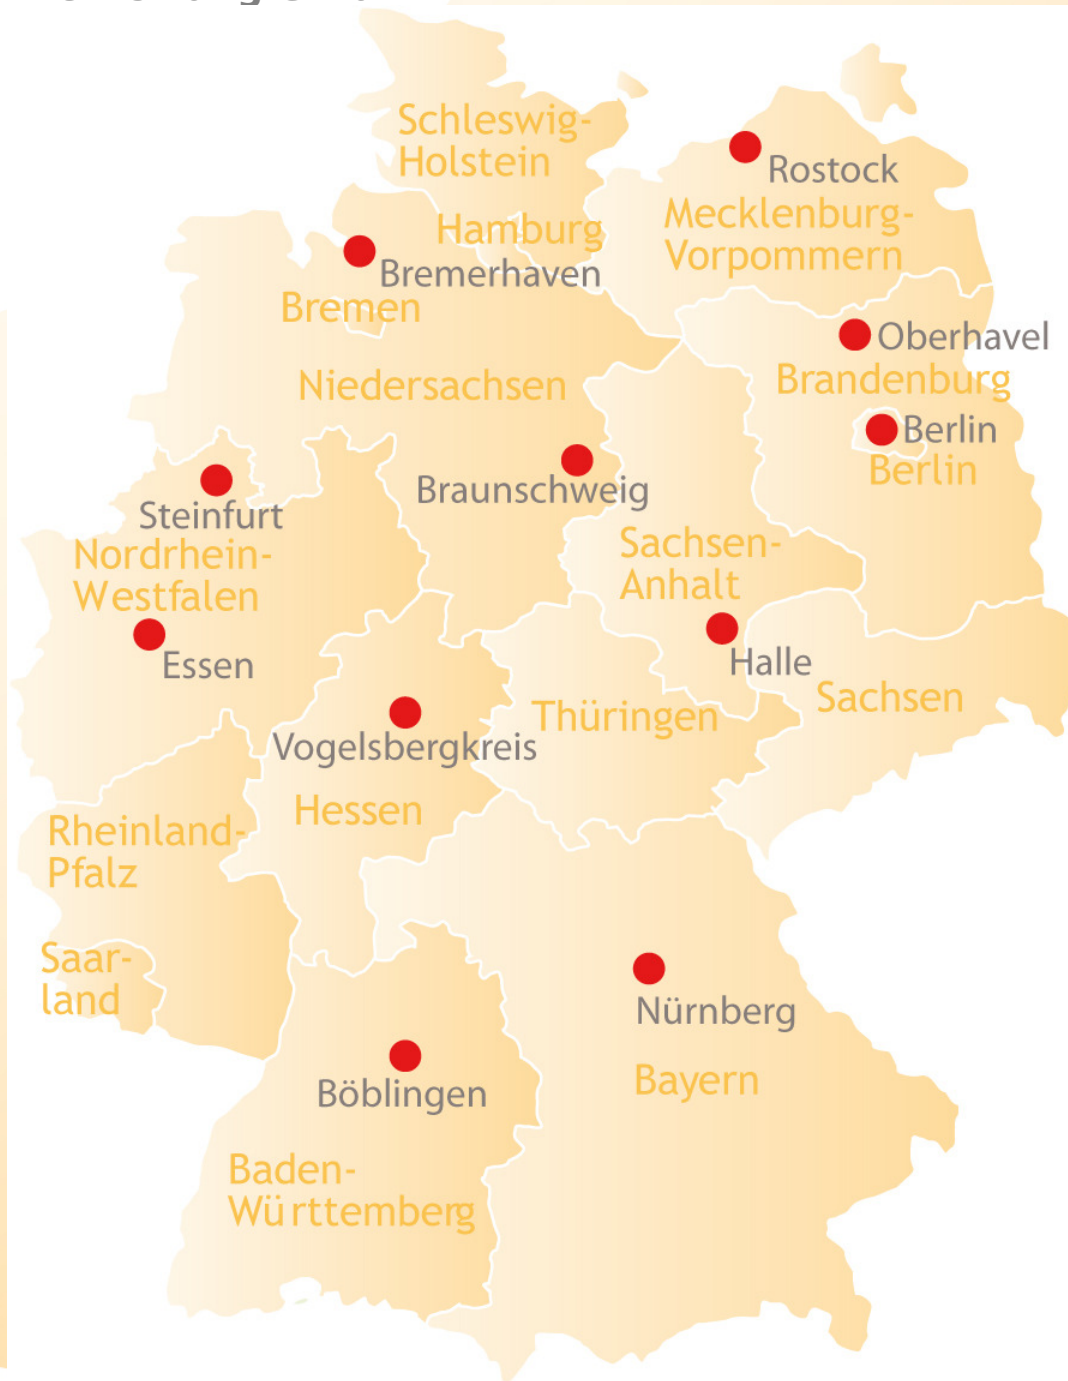 Schleswig-
Holstein
Rostock
Mecklenburg-
Vorpommern
Hamburg
Bremerhaven
Bremen
Oberhavel
Brandenburg
Niedersachsen
Berlin
Berlin
Braunschweig
Steinfurt
Nordrhein-
Westfalen
Sachsen-
Anhalt
Essen
Halle
Sachsen
Thüringen
Vogelsbergkreis
Hessen
Rheinland-
Pfalz
Saar-
land
Nürnberg
Bayern
Böblingen
Baden-
Württemberg